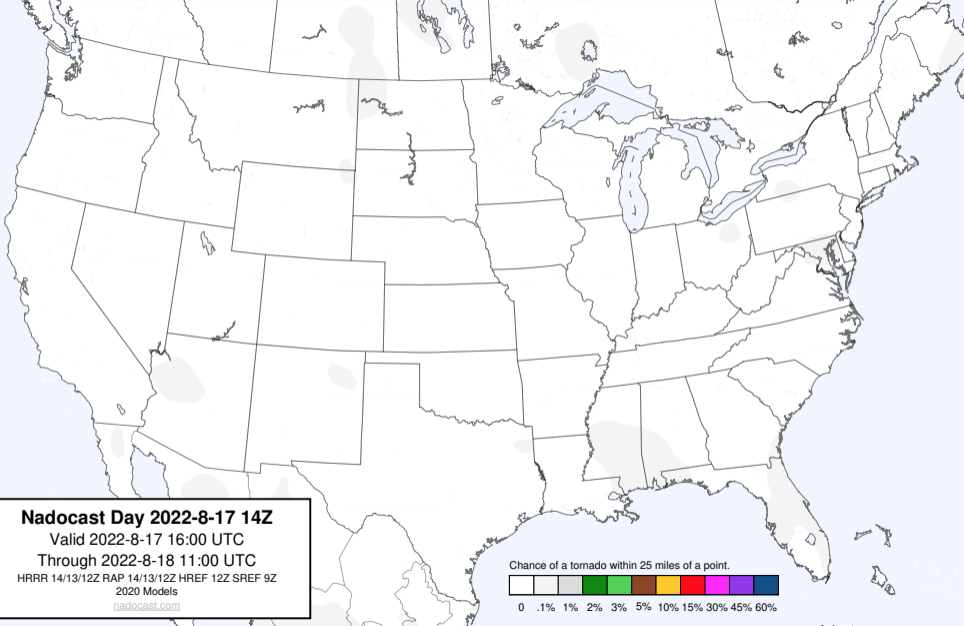 Nadocast Day 2022-8-17 14Z
Valid 2022-8-17 16:00 UTC
Through 2022-8-18 11:00 UTC
HRRR 14/13/12Z RAP 14/13/12Z HREF 12Z SREF 9Z
2020 Models
nadocast.com
Chance of a tornado within 25 miles of a point.
0 .1% 1% 2% 3% 5% 10% 15% 30% 45% 60%